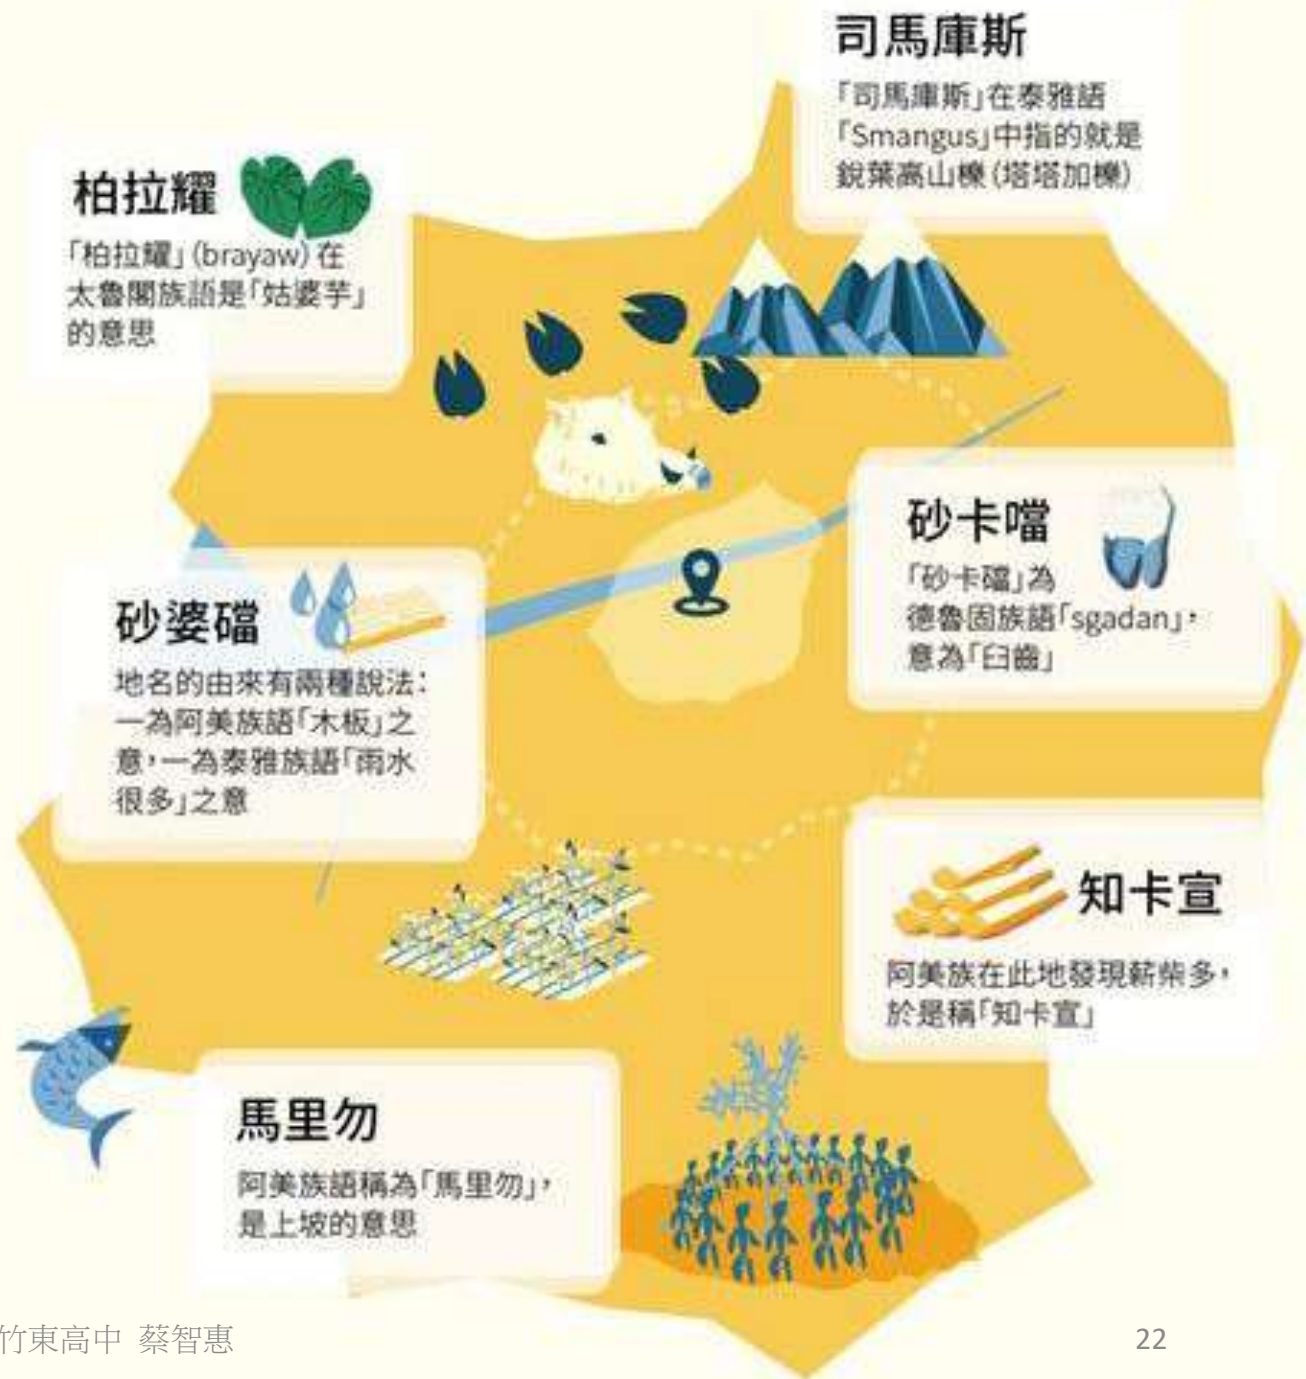 司馬庫斯
「司馬庫斯」在泰雅語
「Smangus」中指的就是
銳葉高山櫟(塔塔加櫟)
柏拉耀
「柏拉耀」(brayaw)在
太魯閣族語是「姑婆芋」
的意思
砂卡噹
「砂卡礑」為
德魯固族語「sgadan」,
意為「臼齒」
砂婆礑
地名的由來有兩種說法:
一為阿美族語「木板」之
意,一為泰雅族語「雨水
很多」之意
知卡宣
阿美族在此地發現薪柴多,
於是稱「知卡宣」
馬里勿
阿美族語稱為「馬里勿」,
是上坡的意思
竹東高中 蔡智惠
22